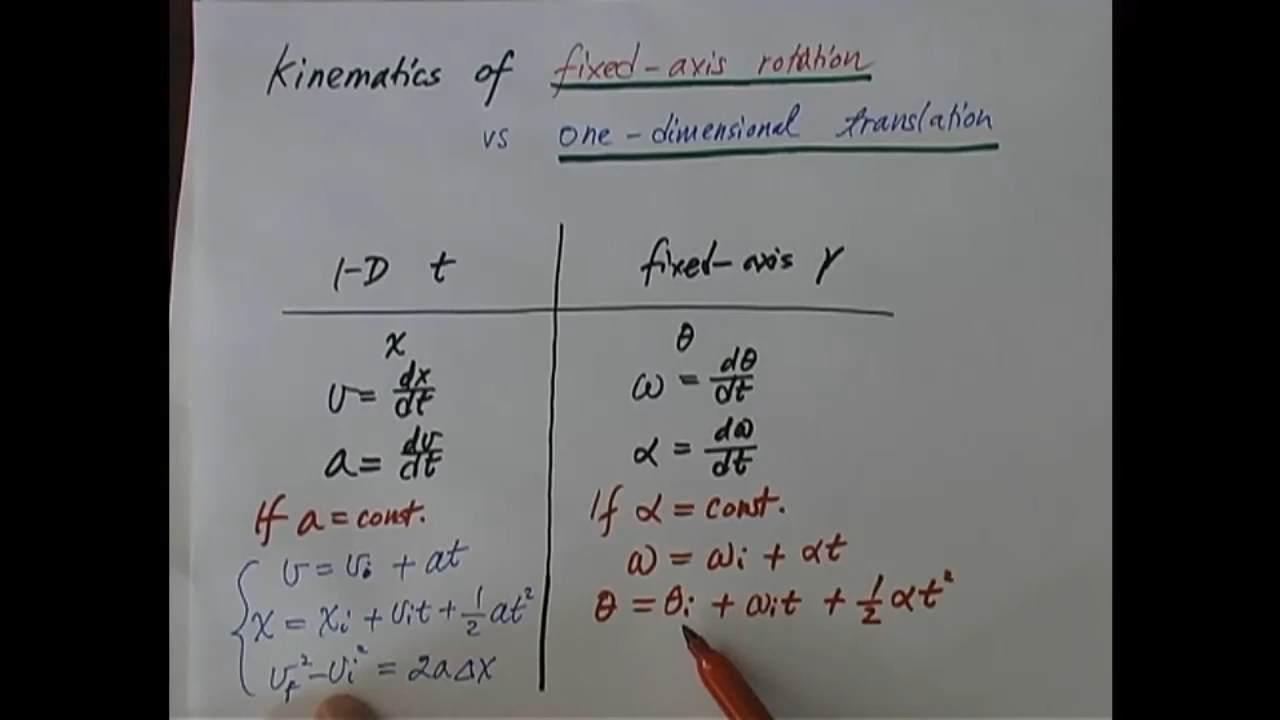 Kinematics of fixed-axis rotation
vs one-dimensional translation
1-D t
fixed-axis r
x
v = dx/dt
a = dv/dt
If a = const.
v = vi + at
x = xi + vit + 1/2 at²
vf² - vi² = 2aΔx
θ
ω = dθ/dt
α = dω/dt
If α = const.
ω = ωi + αt
θ = θi + ωit + 1/2 αt²